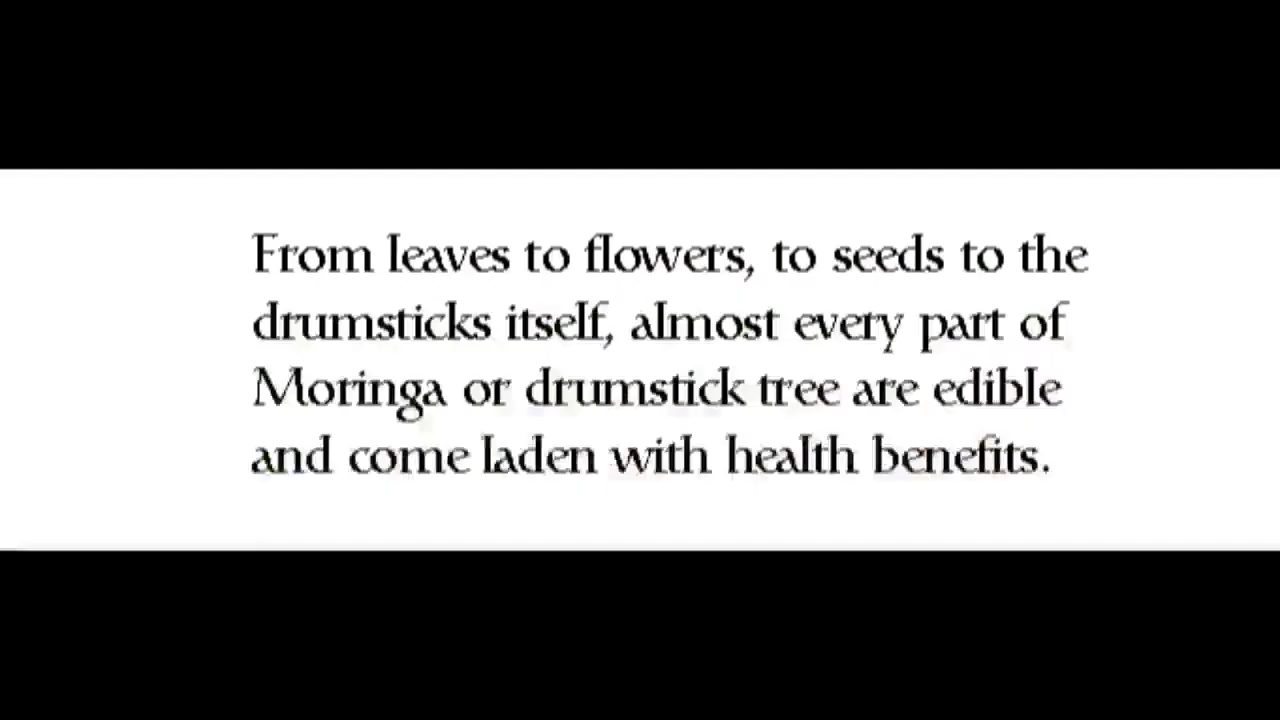 From leaves to flowers, to seeds to the
drumsticks itself, almost every part of
Moringa or drumstick tree are edible
and come laden with health benefits.